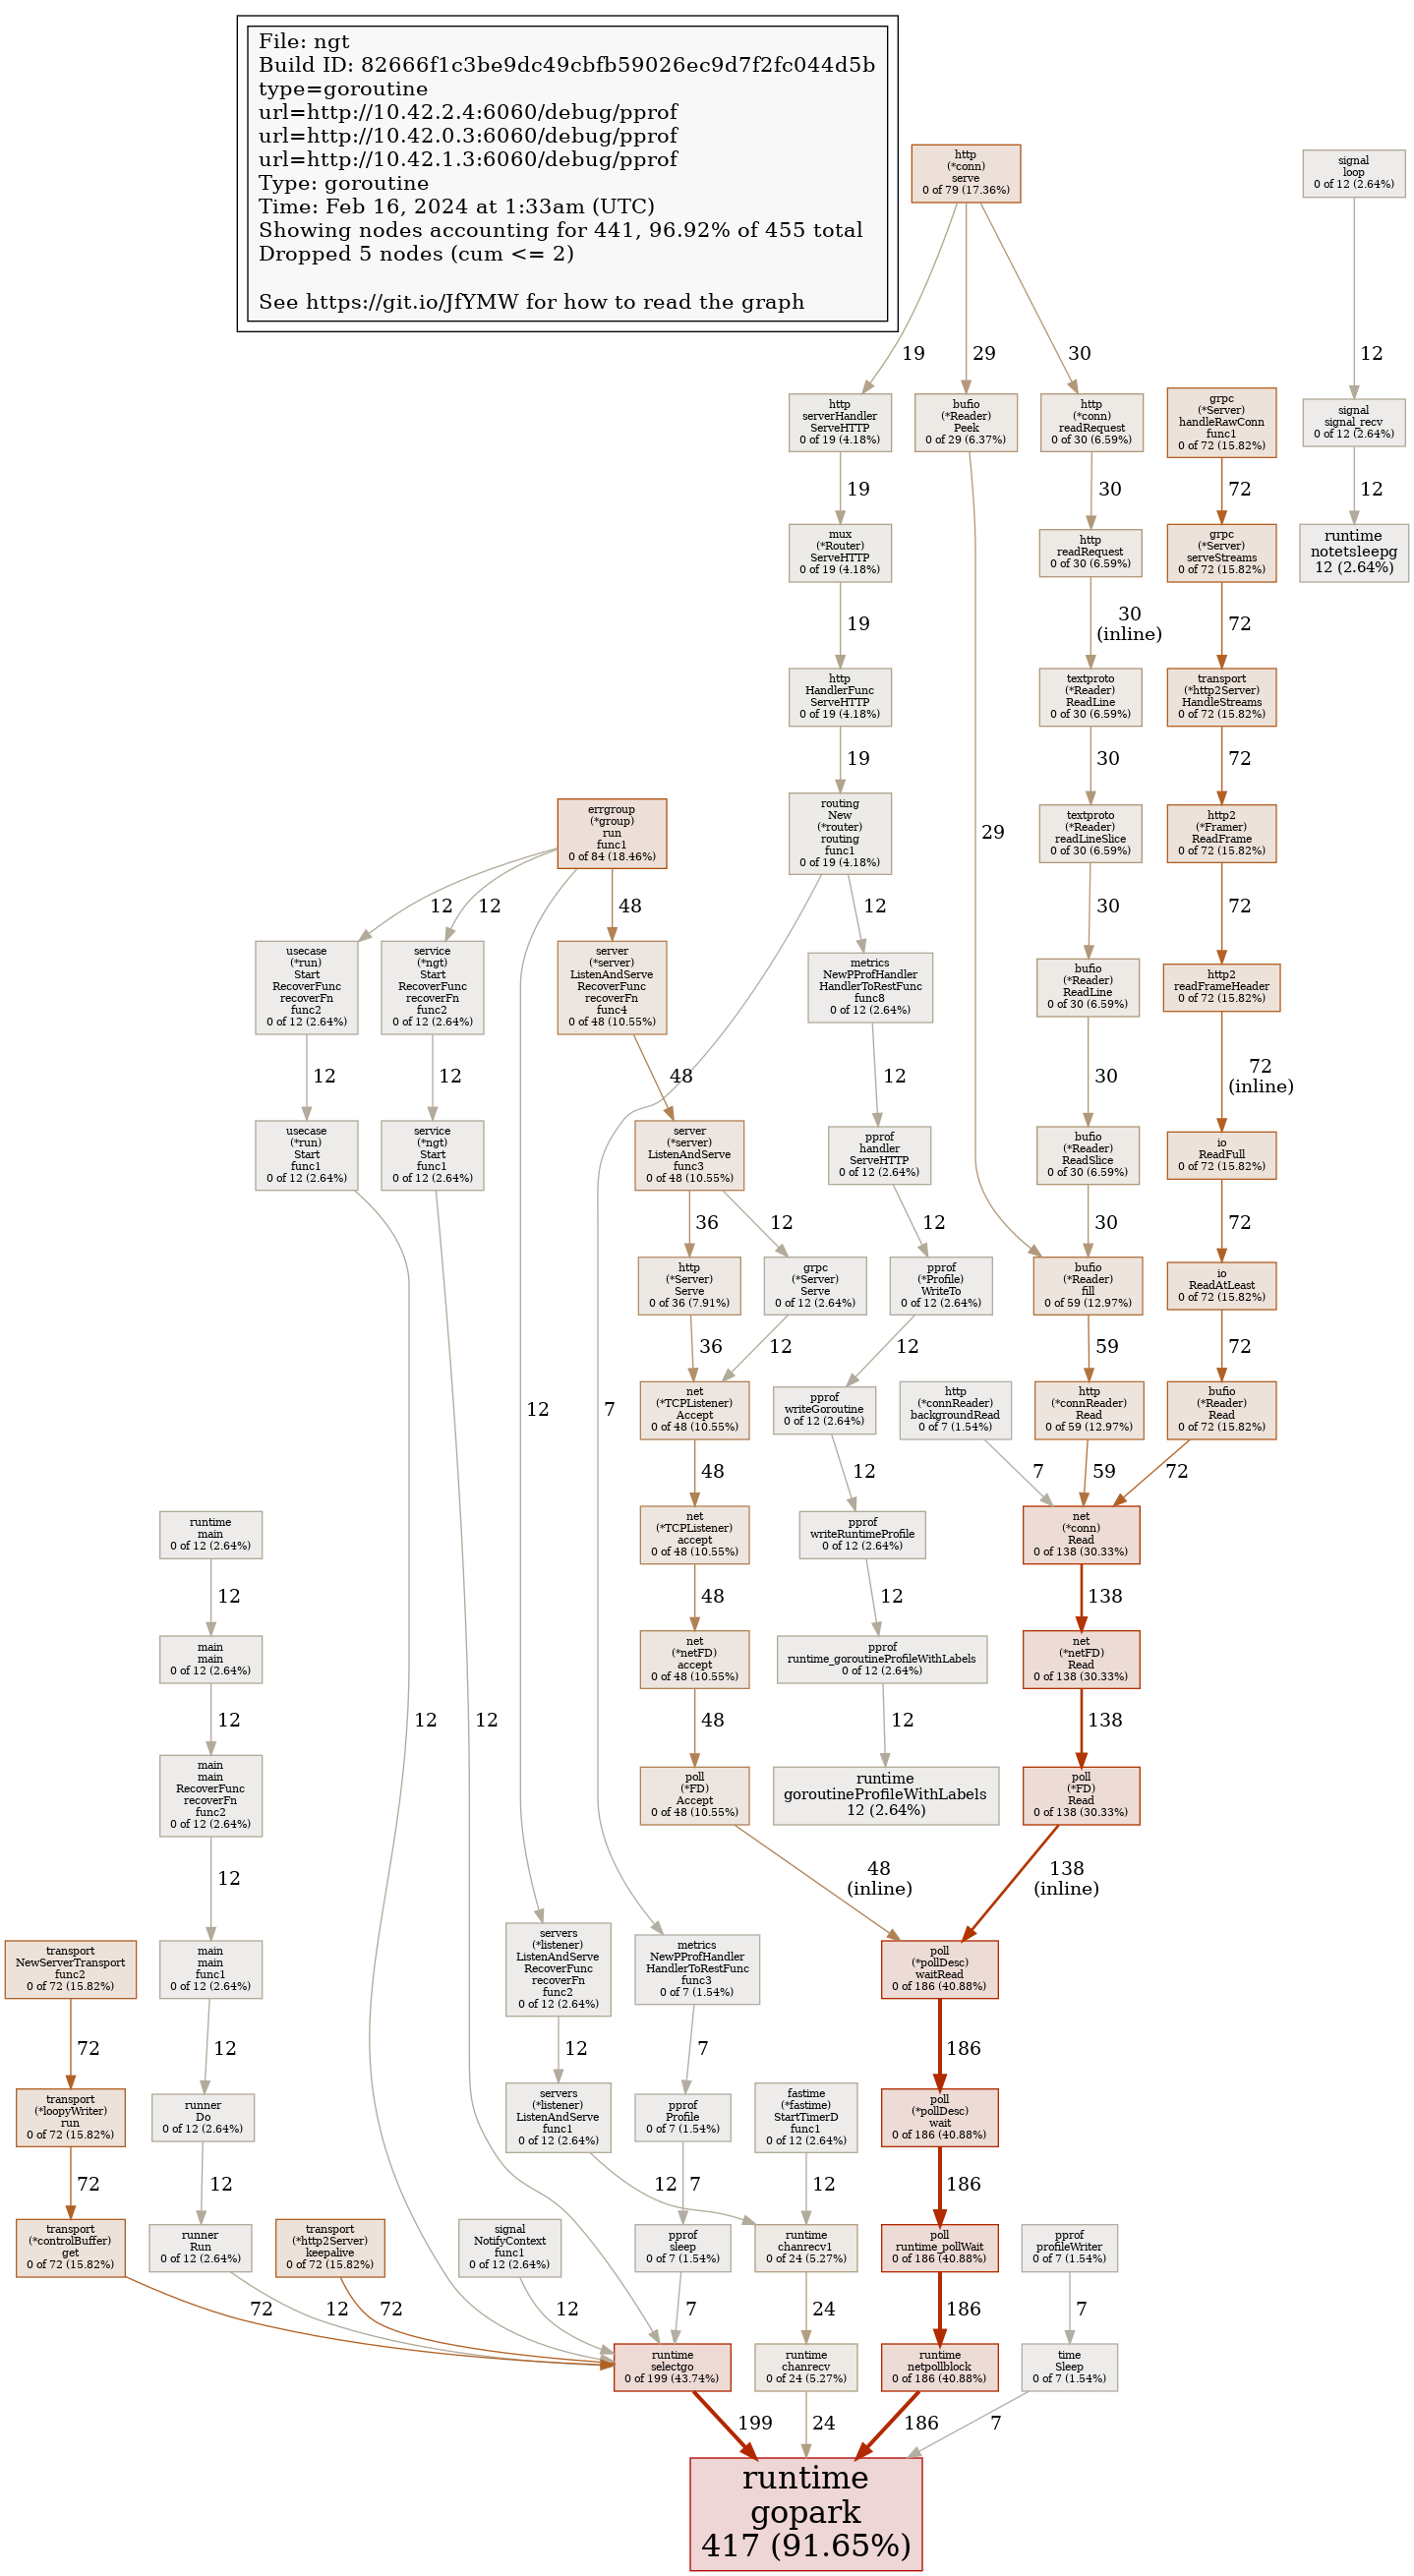 File: ngt
Build ID: 82666f1c3be9dc49cbfb59026ec9d7f2fc044d5b
type=goroutine
url=http://10.42.2.4:6060/debug/pprof
url=http://10.42.0.3:6060/debug/pprof
url=http://10.42.1.3:6060/debug/pprof
Type: goroutine
Time: Feb 16, 2024 at 1:33am (UTC)
Showing nodes accounting for 441, 96.92% of 455 total
Dropped 5 nodes (cum <= 2)
See https://git.io/JfYMW for how to read the graph
http
(*conn)
serve
0 of 79 (17.36%)
signal
loop
0 of 12 (2.64%)
19
29
30
12
http
serverHandler
ServeHTTP
0 of 19 (4.18%)
bufio
(*Reader)
Peek
0 of 29 (6.37%)
http
(*conn)
readRequest
0 of 30 (6.59%)
grpc
(*Server)
handleRawConn
func1
0 of 72 (15.82%)
signal
signal_recv
0 of 12 (2.64%)
19
30
72
12
mux
(*Router)
ServeHTTP
0 of 19 (4.18%)
http
readRequest
0 of 30 (6.59%)
grpc
(*Server)
serveStreams
0 of 72 (15.82%)
runtime
notetsleepg
12 (2.64%)
19
30
(inline)
72
http
HandlerFunc
ServeHTTP
0 of 19 (4.18%)
textproto
(*Reader)
ReadLine
0 of 30 (6.59%)
transport
(*http2Server)
HandleStreams
0 of 72 (15.82%)
19
30
72
errgroup
(*group)
run
func1
0 of 84 (18.46%)
routing
New
(*router)
routing
func1
0 of 19 (4.18%)
29
textproto
(*Reader)
readLineSlice
0 of 30 (6.59%)
http2
(*Framer)
ReadFrame
0 of 72 (15.82%)
12
12
48
12
30
72
usecase
(*run)
Start
RecoverFunc
recoverFn
func2
0 of 12 (2.64%)
service
(*ngt)
Start
RecoverFunc
recoverFn
func2
0 of 12 (2.64%)
server
(*server)
ListenAndServe
RecoverFunc
recoverFn
func4
0 of 48 (10.55%)
metrics
NewPProfHandler
HandlerToRestFunc
func8
0 of 12 (2.64%)
bufio
(*Reader)
ReadLine
0 of 30 (6.59%)
http2
readFrameHeader
0 of 72 (15.82%)
12
12
48
12
30
72
(inline)
usecase
(*run)
Start
func1
0 of 12 (2.64%)
service
(*ngt)
Start
func1
0 of 12 (2.64%)
server
(*server)
ListenAndServe
func3
0 of 48 (10.55%)
pprof
handler
ServeHTTP
0 of 12 (2.64%)
bufio
(*Reader)
ReadSlice
0 of 30 (6.59%)
io
ReadFull
0 of 72 (15.82%)
36
12
12
30
72
http
(*Server)
Serve
0 of 36 (7.91%)
grpc
(*Server)
Serve
0 of 12 (2.64%)
pprof
(*Profile)
WriteTo
0 of 12 (2.64%)
bufio
(*Reader)
fill
0 of 59 (12.97%)
io
ReadAtLeast
0 of 72 (15.82%)
36
12
12
59
72
12
7
net
(*TCPListener)
Accept
0 of 48 (10.55%)
pprof
writeGoroutine
0 of 12 (2.64%)
http
(*connReader)
backgroundRead
0 of 7 (1.54%)
http
(*connReader)
Read
0 of 59 (12.97%)
bufio
(*Reader)
Read
0 of 72 (15.82%)
48
12
7
59
72
runtime
main
0 of 12 (2.64%)
net
(*TCPListener)
accept
0 of 48 (10.55%)
pprof
writeRuntimeProfile
0 of 12 (2.64%)
net
(*conn)
Read
0 of 138 (30.33%)
12
48
12
138
main
main
0 of 12 (2.64%)
net
(*netFD)
accept
0 of 48 (10.55%)
pprof
runtime_goroutineProfileWithLabels
0 of 12 (2.64%)
net
(*netFD)
Read
0 of 138 (30.33%)
12
12
12
48
12
138
main
main
RecoverFunc
recoverFn
func2
0 of 12 (2.64%)
poll
(*FD)
Accept
0 of 48 (10.55%)
runtime
goroutineProfileWithLabels
12 (2.64%)
poll
(*FD)
Read
0 of 138 (30.33%)
12
48
(inline)
138
(inline)
transport
NewServerTransport
func2
0 of 72 (15.82%)
main
main
func1
0 of 12 (2.64%)
servers
(*listener)
ListenAndServe
RecoverFunc
recoverFn
func2
0 of 12 (2.64%)
metrics
NewPProfHandler
HandlerToRestFunc
func3
0 of 7 (1.54%)
poll
(*pollDesc)
waitRead
0 of 186 (40.88%)
72
12
12
7
186
transport
(*loopyWriter)
run
0 of 72 (15.82%)
runner
Do
0 of 12 (2.64%)
servers
(*listener)
ListenAndServe
func1
0 of 12 (2.64%)
pprof
Profile
0 of 7 (1.54%)
fastime
(*fastime)
StartTimerD
func1
0 of 12 (2.64%)
poll
(*pollDesc)
wait
0 of 186 (40.88%)
72
12
12
7
12
186
transport
(*controlBuffer)
get
0 of 72 (15.82%)
runner
Run
0 of 12 (2.64%)
transport
(*http2Server)
keepalive
0 of 72 (15.82%)
signal
NotifyContext
func1
0 of 12 (2.64%)
pprof
sleep
0 of 7 (1.54%)
runtime
chanrecv1
0 of 24 (5.27%)
poll
runtime_pollWait
0 of 186 (40.88%)
pprof
profileWriter
0 of 7 (1.54%)
72
12
72
12
7
24
186
7
runtime
selectgo
0 of 199 (43.74%)
runtime
chanrecv
0 of 24 (5.27%)
runtime
netpollblock
0 of 186 (40.88%)
time
Sleep
0 of 7 (1.54%)
199
24
186
7
runtime
gopark
417 (91.65%)